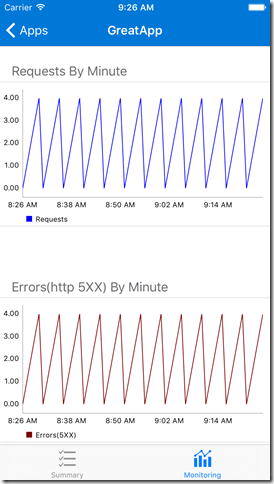 Carrier 9:26 AM
Apps GreatApp
Requests By Minute
4.00
3.00
2.00
1.00
0.00
8:26 AM 8:38 AM 8:50 AM 9:02 AM 9:14 AM
Requests
Errors(http 5XX) By Minute
4.00
3.00
2.00
1.00
0.00
8:26 AM 8:38 AM 8:50 AM 9:02 AM 9:14 AM
Errors(5XX)
Summary Monitoring